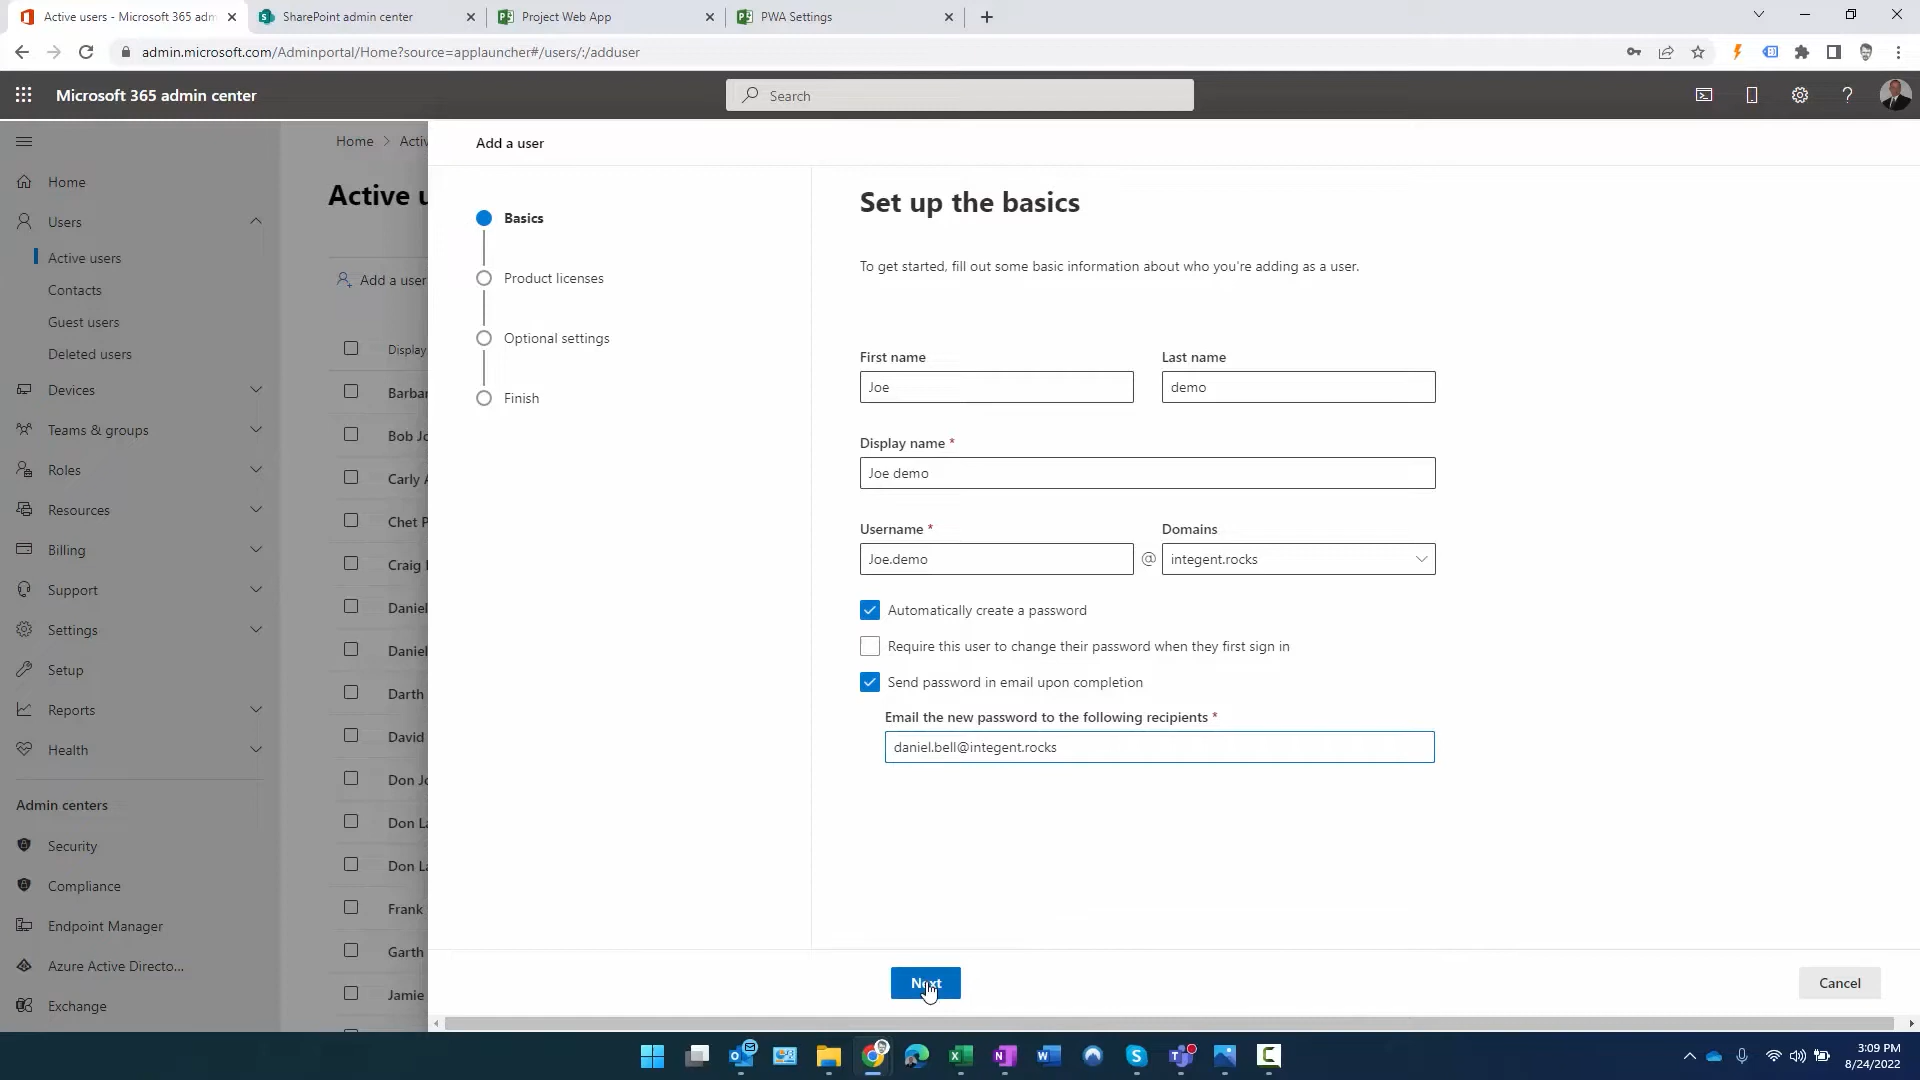 Active users - Microsoft 365 adm
SharePoint admin center
Project Web App
PWA Settings
admin.microsoft.com/Adminportal/Home?source=applauncher#/users/:/adduser
Microsoft 365 admin center
Search
Home
Users
Active users
Contacts
Guest users
Deleted users
Devices
Teams & groups
Roles
Resources
Billing
Support
Settings
Setup
Reports
Health
Admin centers
Security
Compliance
Endpoint Manager
Azure Active Directo...
Exchange
Home > Activ
Active u
Add a user
Display
Barbar
Bob Jo
Carly A
Chet P
Craig
Daniel
Daniel
Darth
David
Don Jo
Don La
Don La
Frank
Garth
Jamie
Add a user
Basics
Product licenses
Optional settings
Finish
Set up the basics
To get started, fill out some basic information about who you're adding as a user.
First name
Last name
Joe
demo
Display name *
Joe demo
Username *
Domains
Joe.demo
@
integent.rocks
Automatically create a password
Require this user to change their password when they first sign in
Send password in email upon completion
Email the new password to the following recipients *
daniel.bell@integent.rocks
Next
Cancel
3:09 PM
8/24/2022